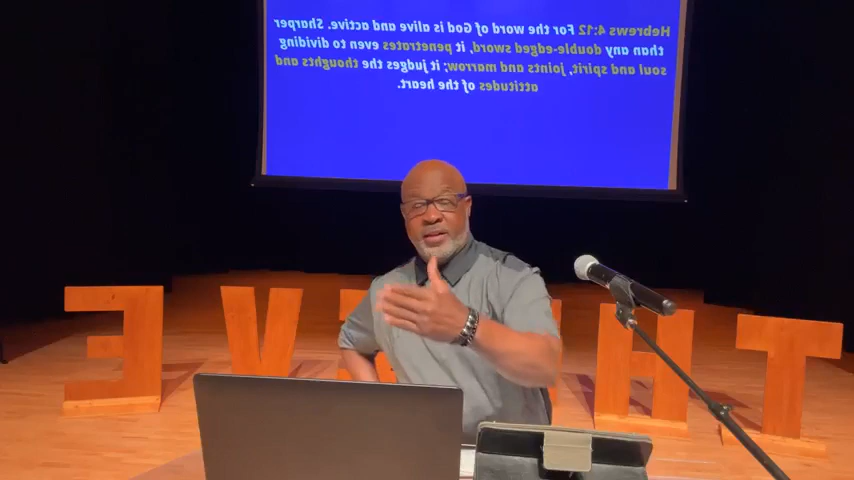 Hebrews 4:12 For the word of God is alive and active. Sharper
than any double-edged sword, it penetrates even to dividing
soul and spirit, joints and marrow; it judges the thoughts and
attitudes of the heart.
T H V E